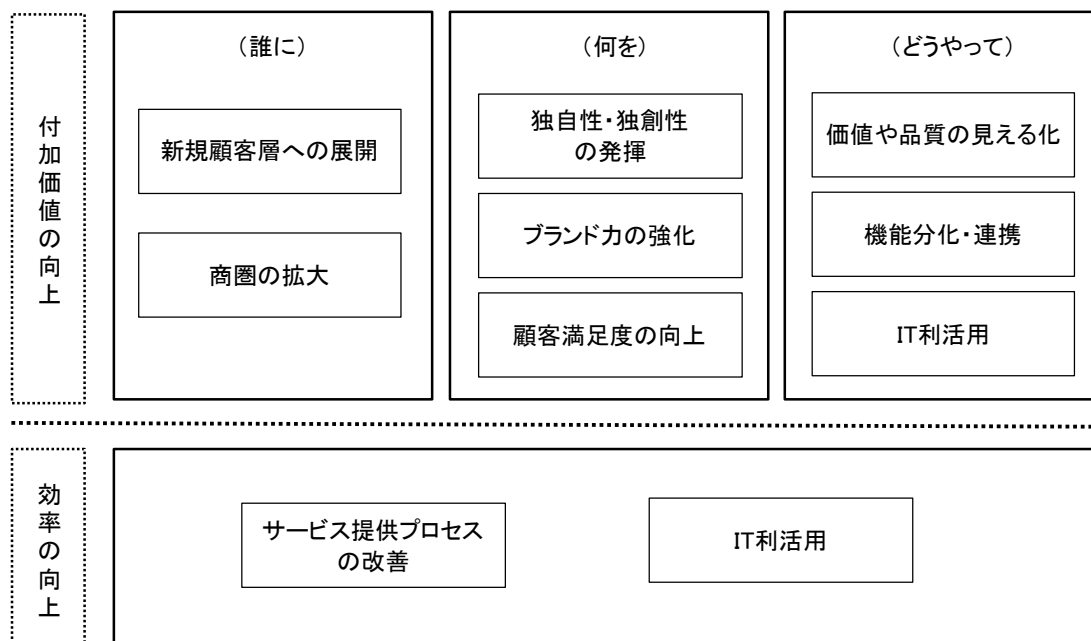 付加価値の向上
（誰に）
新規顧客層への展開
商圏の拡大
（何を）
独自性・独創性
の発揮
ブランド力の強化
顧客満足度の向上
（どうやって）
価値や品質の見える化
機能分化・連携
IT利活用
効率の向上
サービス提供プロセス
の改善
IT利活用